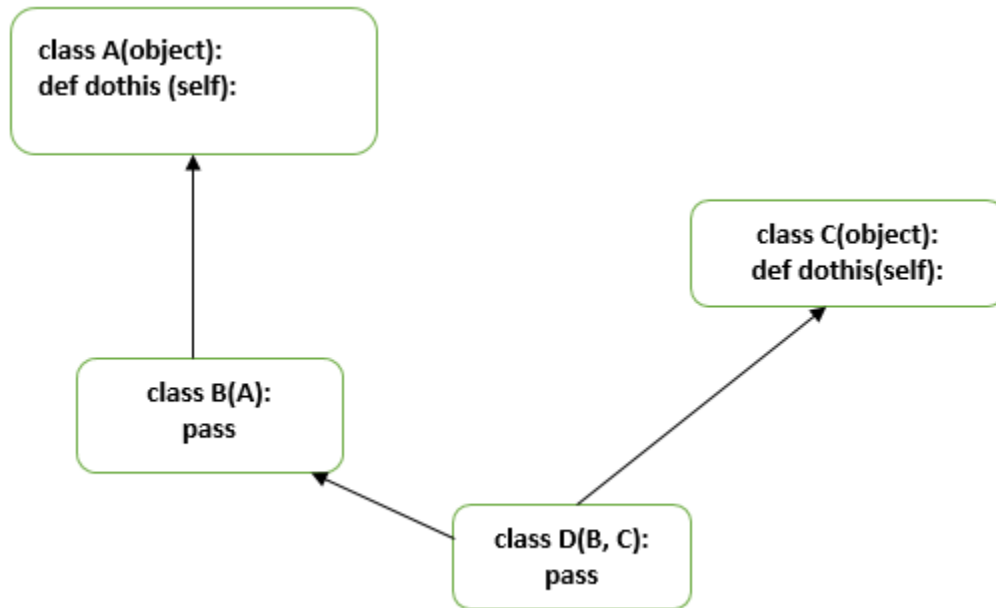 class A(object):
def dothis (self):
class C(object):
def dothis(self):
class B(A):
pass
class D(B, C):
pass